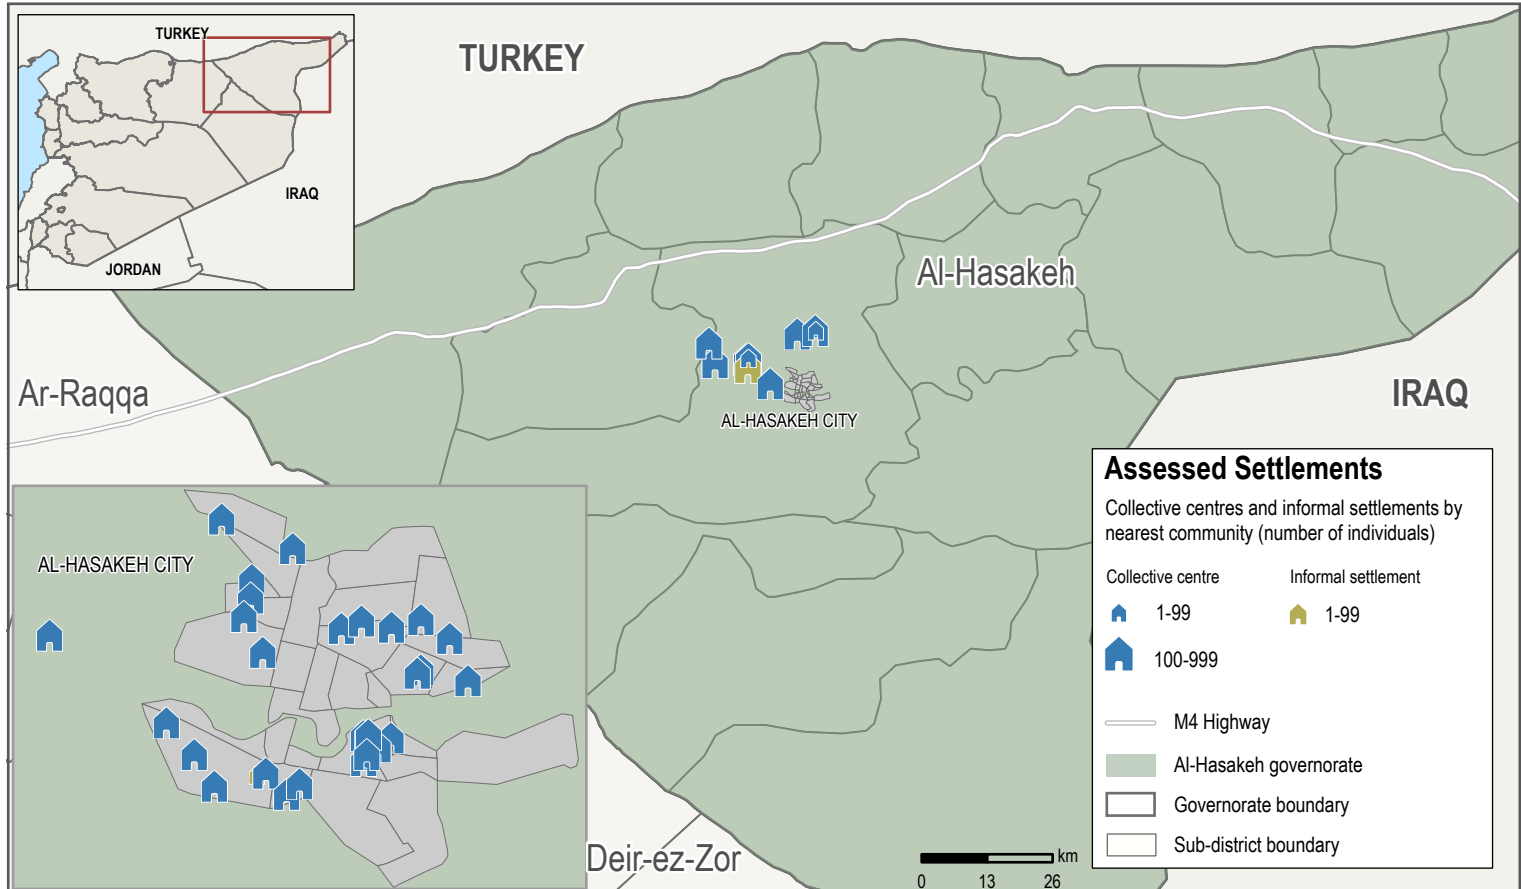 TURKEY
IRAQ
JORDAN
TURKEY
Al-Hasakeh
Ar-Raqqa
AL-HASAKEH CITY
IRAQ
AL-HASAKEH CITY
Deir-ez-Zor
km
0 13 26
Assessed Settlements
Collective centres and informal settlements by
nearest community (number of individuals)
Collective centre Informal settlement
1-99 1-99
100-999
M4 Highway
Al-Hasakeh governorate
Governorate boundary
Sub-district boundary